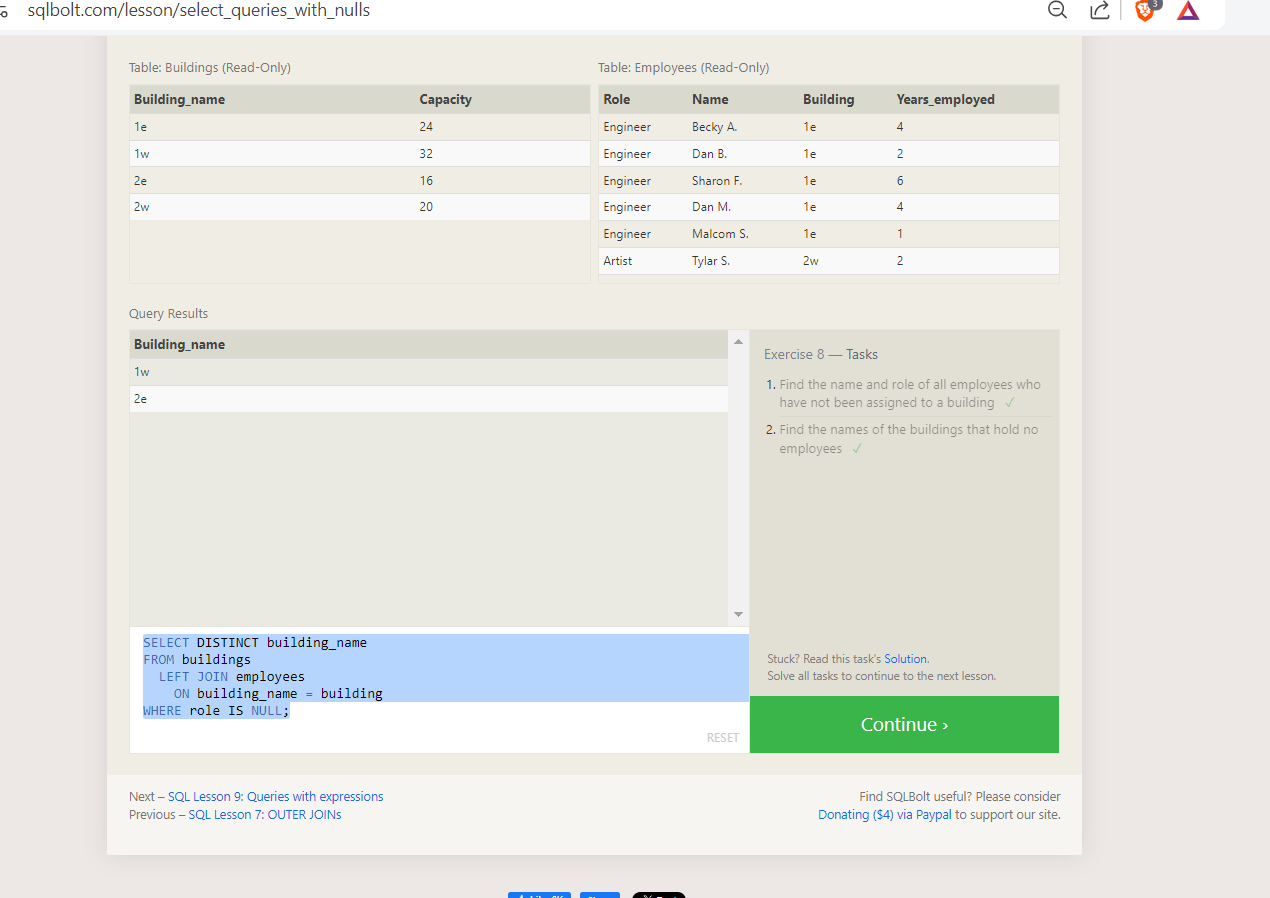 sqlbolt.com/lesson/select_queries_with_nulls
3
Table: Buildings (Read-Only)
Building_name Capacity
1e 24
1w 32
2e 16
2w 20
Table: Employees (Read-Only)
Role Name Building Years_employed
Engineer Becky A. 1e 4
Engineer Dan B. 1e 2
Engineer Sharon F. 1e 6
Engineer Dan M. 1e 4
Engineer Malcom S. 1e 1
Artist Tylar S. 2w 2
Query Results
Building_name
1w
2e
SELECT DISTINCT building_name
FROM buildings
LEFT JOIN employees
ON building_name = building
WHERE role IS NULL;
RESET
Exercise 8 — Tasks
1. Find the name and role of all employees who
have not been assigned to a building ✓
2. Find the names of the buildings that hold no
employees ✓
Stuck? Read this task's Solution.
Solve all tasks to continue to the next lesson.
Continue ›
Next – SQL Lesson 9: Queries with expressions
Previous – SQL Lesson 7: OUTER JOINs
Find SQLBolt useful? Please consider
Donating ($4) via Paypal to support our site.